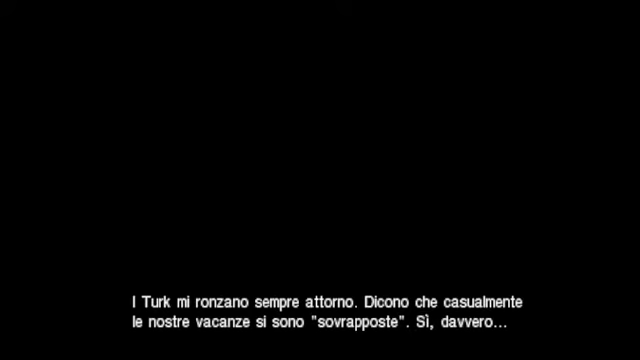 I Turk mi ronzano sempre attorno. Dicono che casualmente
le nostre vacanze si sono "sovrapposte". Sì, davvero...